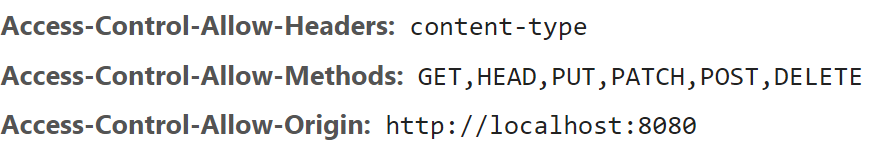 Access-Control-Allow-Headers: content-type
Access-Control-Allow-Methods: GET,HEAD,PUT,PATCH,POST,DELETE
Access-Control-Allow-Origin: http://localhost:8080